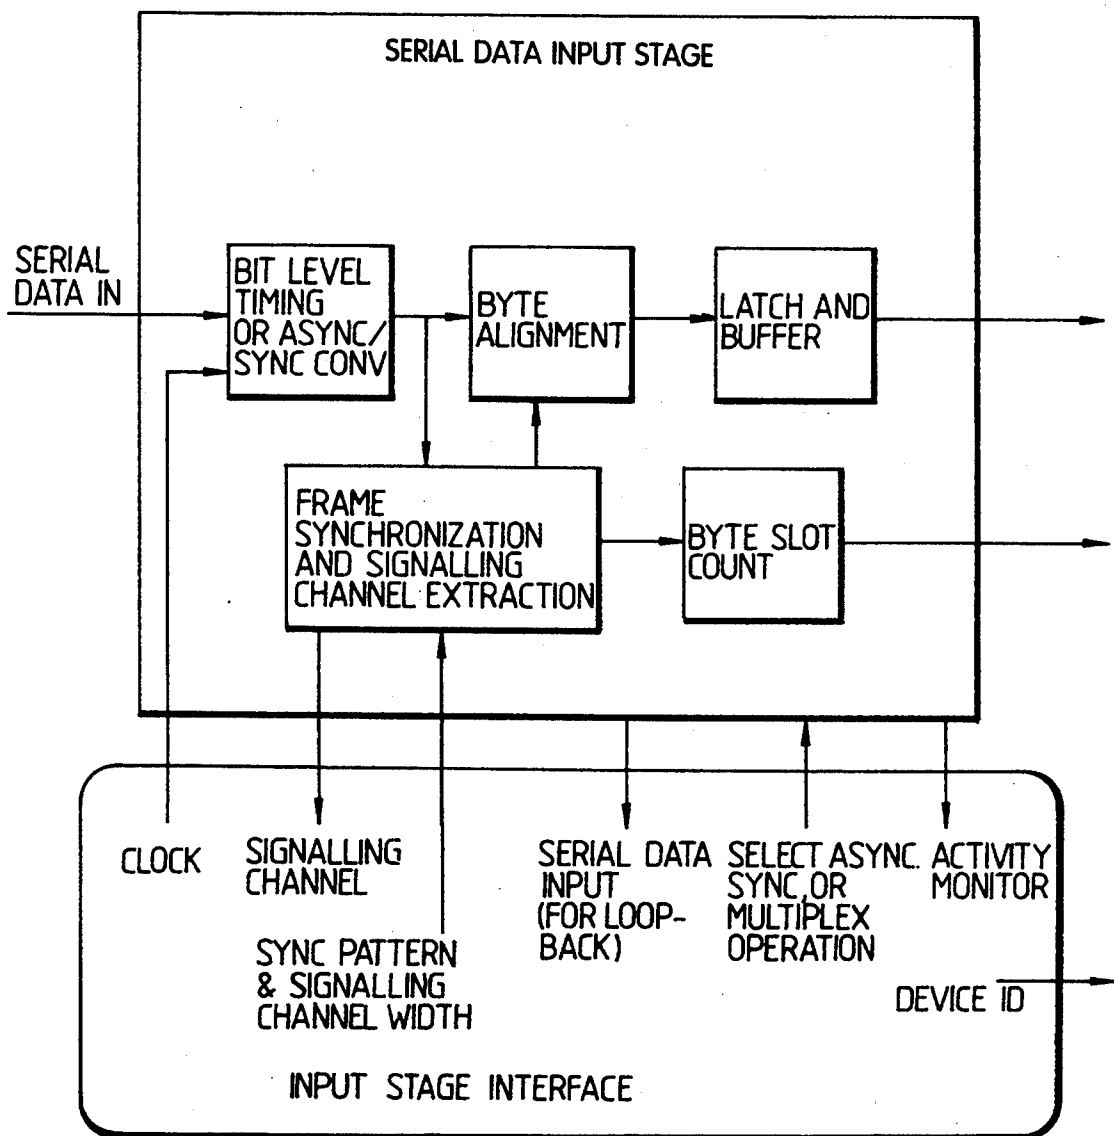 SERIAL DATA INPUT STAGE
SERIAL
DATA IN
BIT LEVEL
TIMING
OR ASYNC/
SYNC CONV
BYTE
ALIGNMENT
LATCH AND
BUFFER
FRAME
SYNCHRONIZATION
AND SIGNALLING
CHANNEL EXTRACTION
BYTE SLOT
COUNT
CLOCK
SIGNALLING
CHANNEL
SYNC PATTERN
& SIGNALLING
CHANNEL WIDTH
SERIAL DATA
INPUT
(FOR LOOP-
BACK)
SELECT ASYNC.
SYNC, OR
MULTIPLEX
OPERATION
ACTIVITY
MONITOR
DEVICE ID
INPUT STAGE INTERFACE